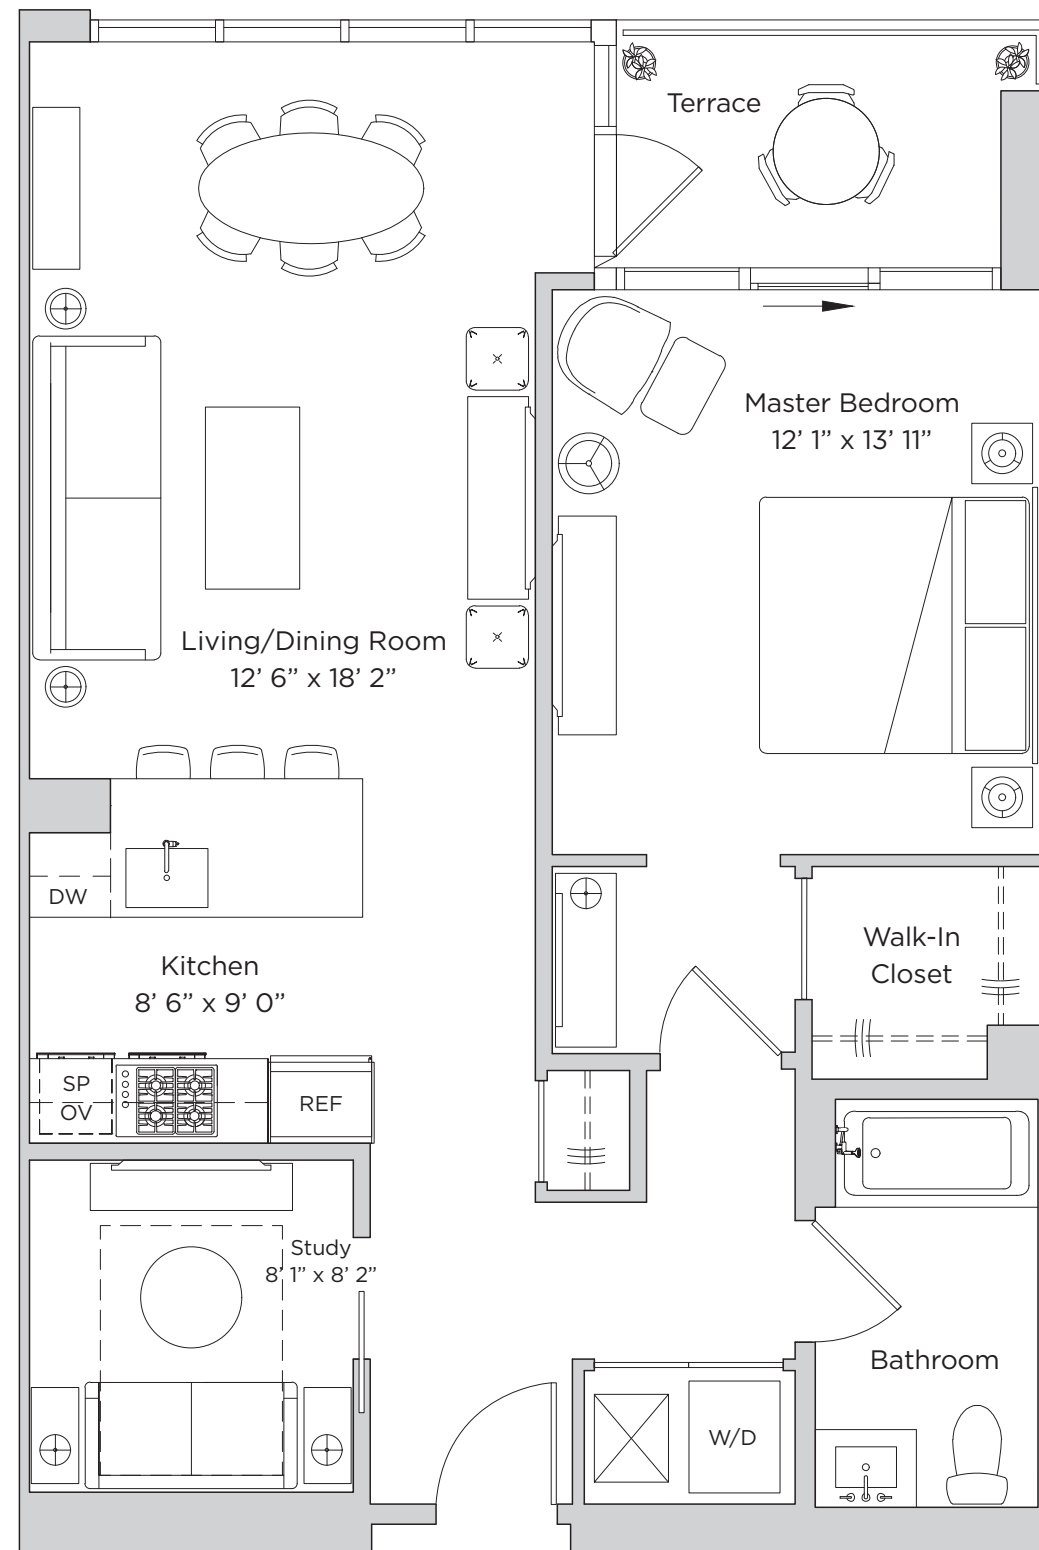 Terrace
Master Bedroom
12’ 1” x 13’ 11”
Living/Dining Room
12’ 6” x 18’ 2”
DW
Walk-In
Closet
Kitchen
8’ 6” x 9’ 0”
SP
OV
REF
Study
8’ 1” x 8’ 2”
Bathroom
W/D